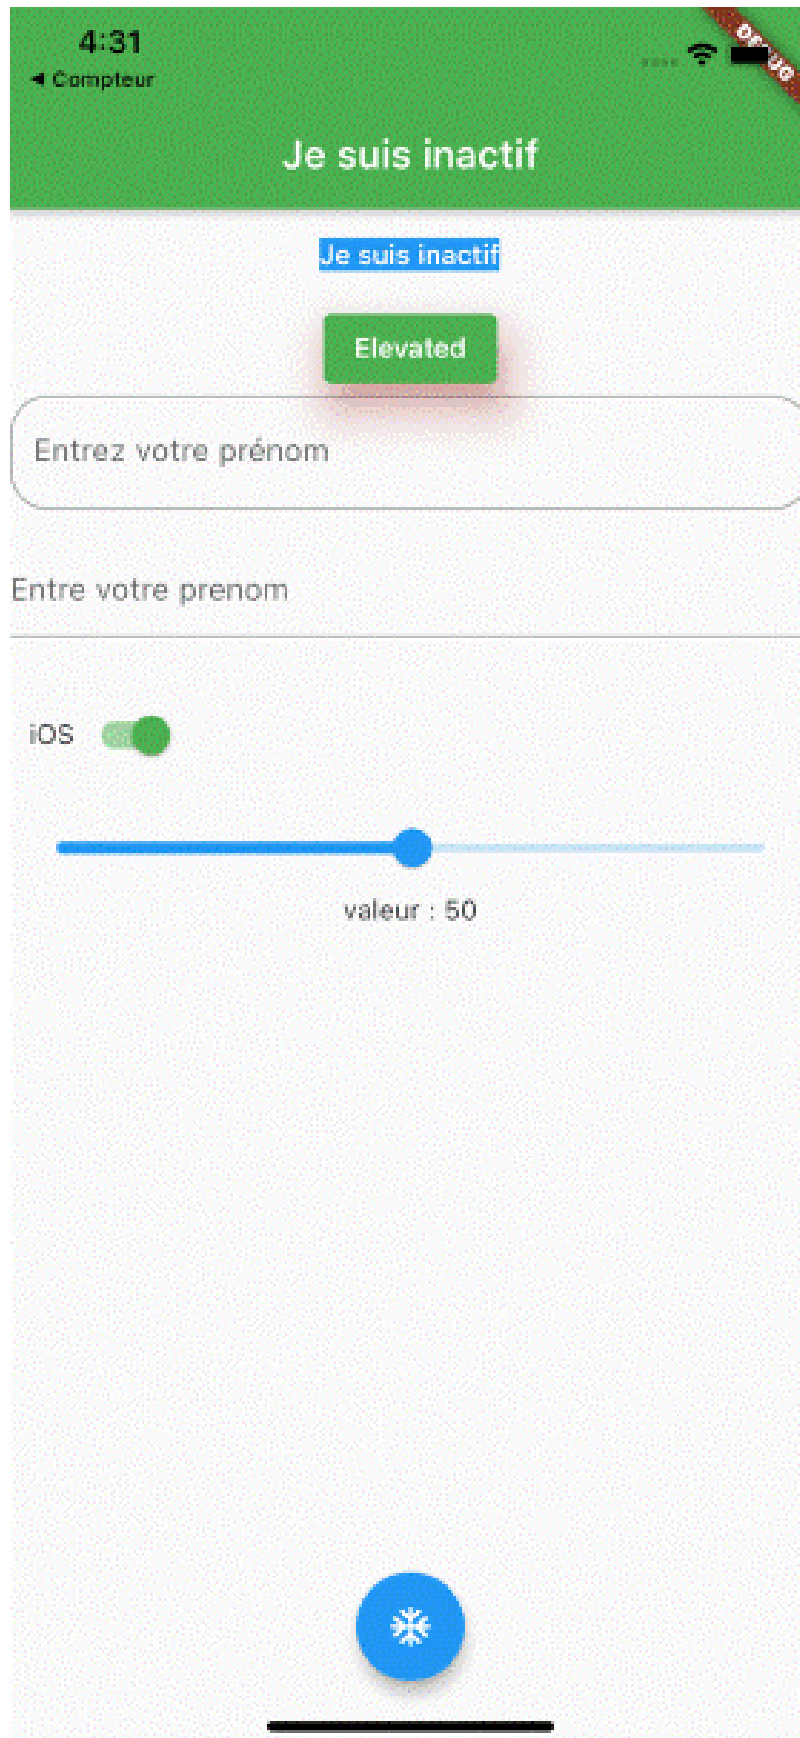 4:31
◀ Compteur
DEBUG
Je suis inactif
Je suis inactif
Elevated
Entrez votre prénom
Entre votre prenom
iOS
valeur : 50